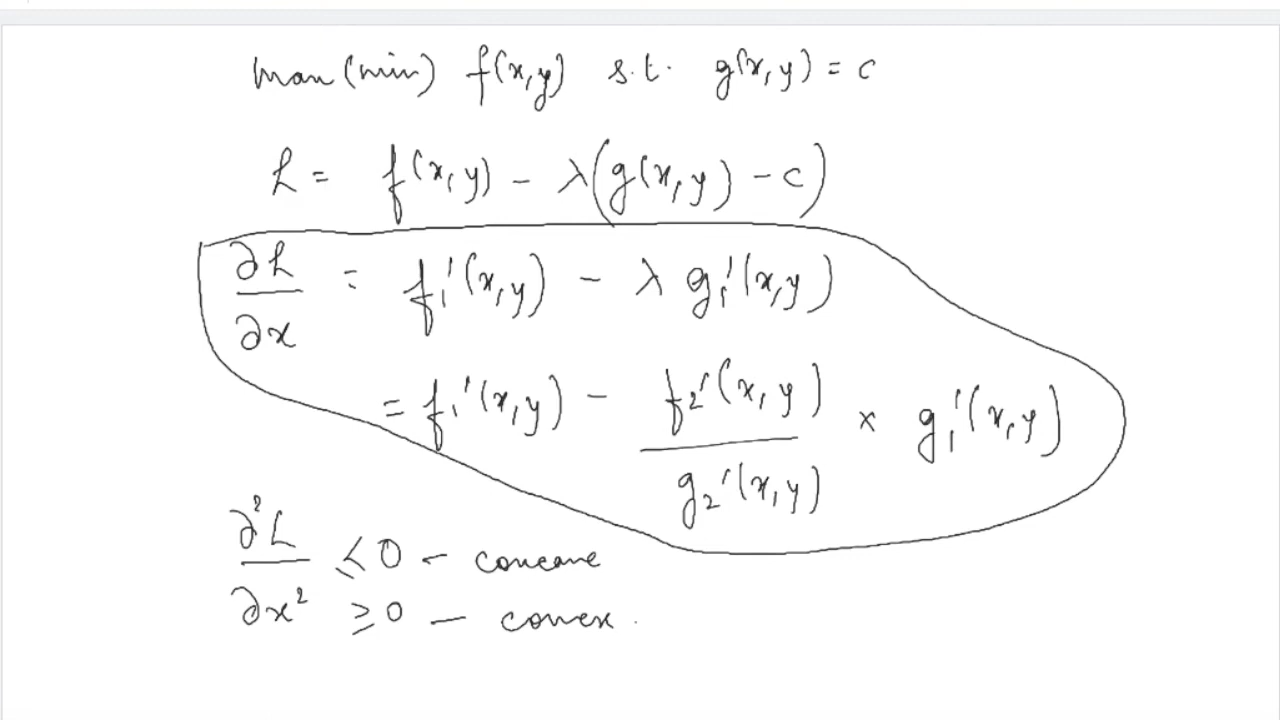 max (min) f(x,y) s.t. g(x,y) = c
L = f(x,y) - λ(g(x,y) - c)
∂L/∂x = f₁'(x,y) - λ g₁'(x,y)
= f₁'(x,y) - f₂'(x,y)/g₂'(x,y) × g₁'(x,y)
∂²L/∂x² ≤ 0 - concave
≥ 0 - convex.